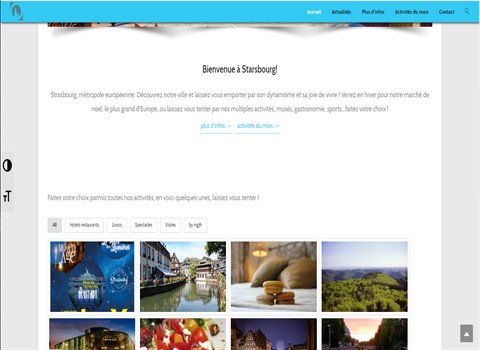 Accueil Actualités Plus d'infos Activités du mois Contact
Bienvenue à Starsbourg!
Strasbourg, métropole européenne. Découvrez notre ville et laissez vous emporter par son dynamisme et sa joie de vivre ! Venez en hiver pour notre marché de
noel, le plus grand d'Europe, ou laissez vous tenter par nos multiples activités, musés, gastronomie, sports...faites votre choix !
plus d'infos → activités du mois →
Faites votre choix parmis toutes nos activités, en voici quelques unes, laissez vous tenter !
All Hotels restaurants Loisirs Spectacles Visites by nigth